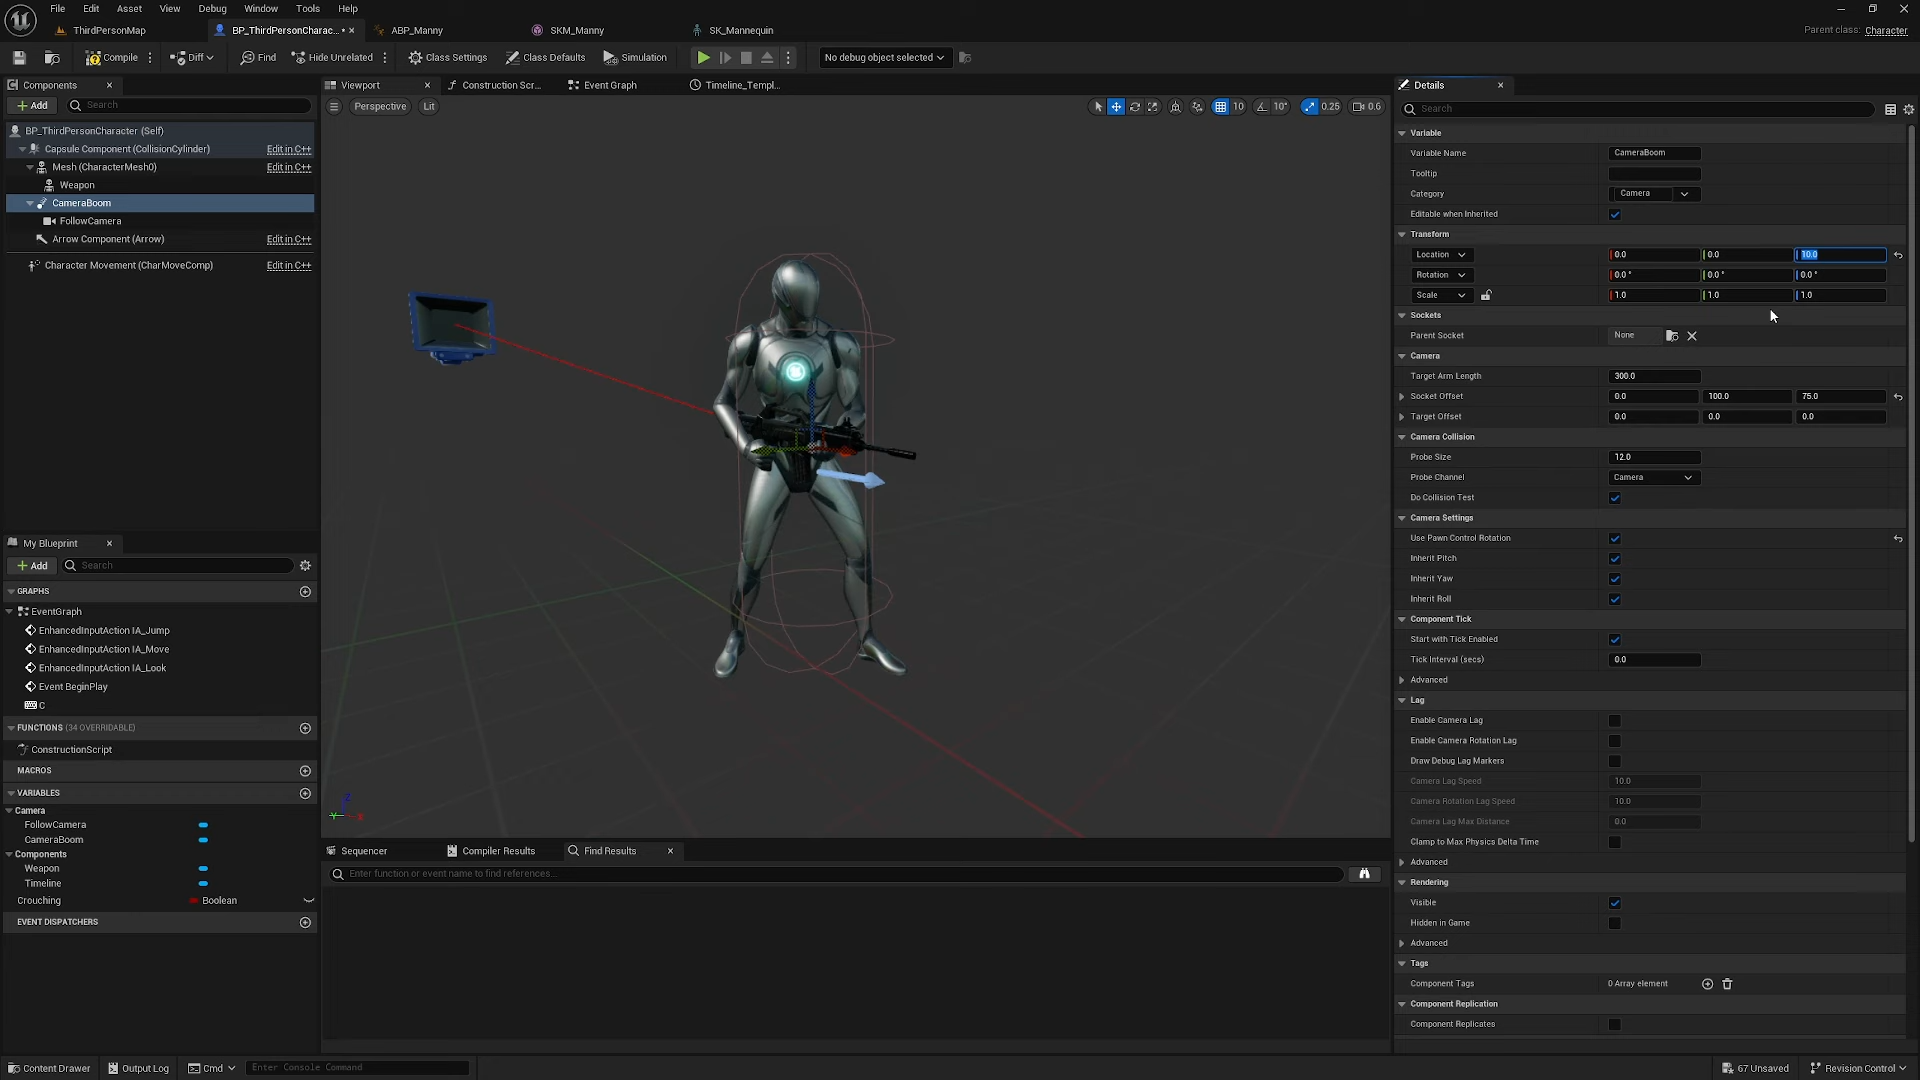 File Edit Asset View Debug Window Tools Help
ThirdPersonMap BP_ThirdPersonCharac... • ABP_Manny SKM_Manny SK_Mannequin
Parent class: Character
Compile Diff Find Hide Unrelated Class Settings Class Defaults Simulation No debug object selected
Components
Add Search
BP_ThirdPersonCharacter (Self)
Capsule Component (CollisionCylinder) Edit in C++
Mesh (CharacterMesh0) Edit in C++
Weapon
CameraBoom
FollowCamera
Arrow Component (Arrow) Edit in C++
Character Movement (CharMoveComp) Edit in C++
My Blueprint
Add Search
GRAPHS
EventGraph
EnhancedInputAction IA_Jump
EnhancedInputAction IA_Move
EnhancedInputAction IA_Look
Event BeginPlay
C
FUNCTIONS (34 OVERRIDABLE)
ConstructionScript
MACROS
VARIABLES
Camera
FollowCamera
CameraBoom
Components
Weapon
Timeline
Crouching Boolean
EVENT DISPATCHERS
Viewport Construction Scr... Event Graph Timeline_Templ...
Perspective Lit 10 10° 0.25 0.6
Z
Y X
Sequencer Compiler Results Find Results
Enter function or event name to find references...
Details
Search
Variable
Variable Name CameraBoom
Tooltip
Category Camera
Editable when Inherited
Transform
Location 0.0 0.0 10.0
Rotation 0.0 ° 0.0 ° 0.0 °
Scale 1.0 1.0 1.0
Sockets
Parent Socket None
Camera
Target Arm Length 300.0
Socket Offset 0.0 100.0 75.0
Target Offset 0.0 0.0 0.0
Camera Collision
Probe Size 12.0
Probe Channel Camera
Do Collision Test
Camera Settings
Use Pawn Control Rotation
Inherit Pitch
Inherit Yaw
Inherit Roll
Component Tick
Start with Tick Enabled
Tick Interval (secs) 0.0
Advanced
Lag
Enable Camera Lag
Enable Camera Rotation Lag
Draw Debug Lag Markers
Camera Lag Speed 10.0
Camera Rotation Lag Speed 10.0
Camera Lag Max Distance 0.0
Clamp to Max Physics Delta Time
Advanced
Rendering
Visible
Hidden in Game
Advanced
Tags
Component Tags 0 Array element
Component Replication
Component Replicates
Content Drawer Output Log Cmd Enter Console Command 67 Unsaved Revision Control